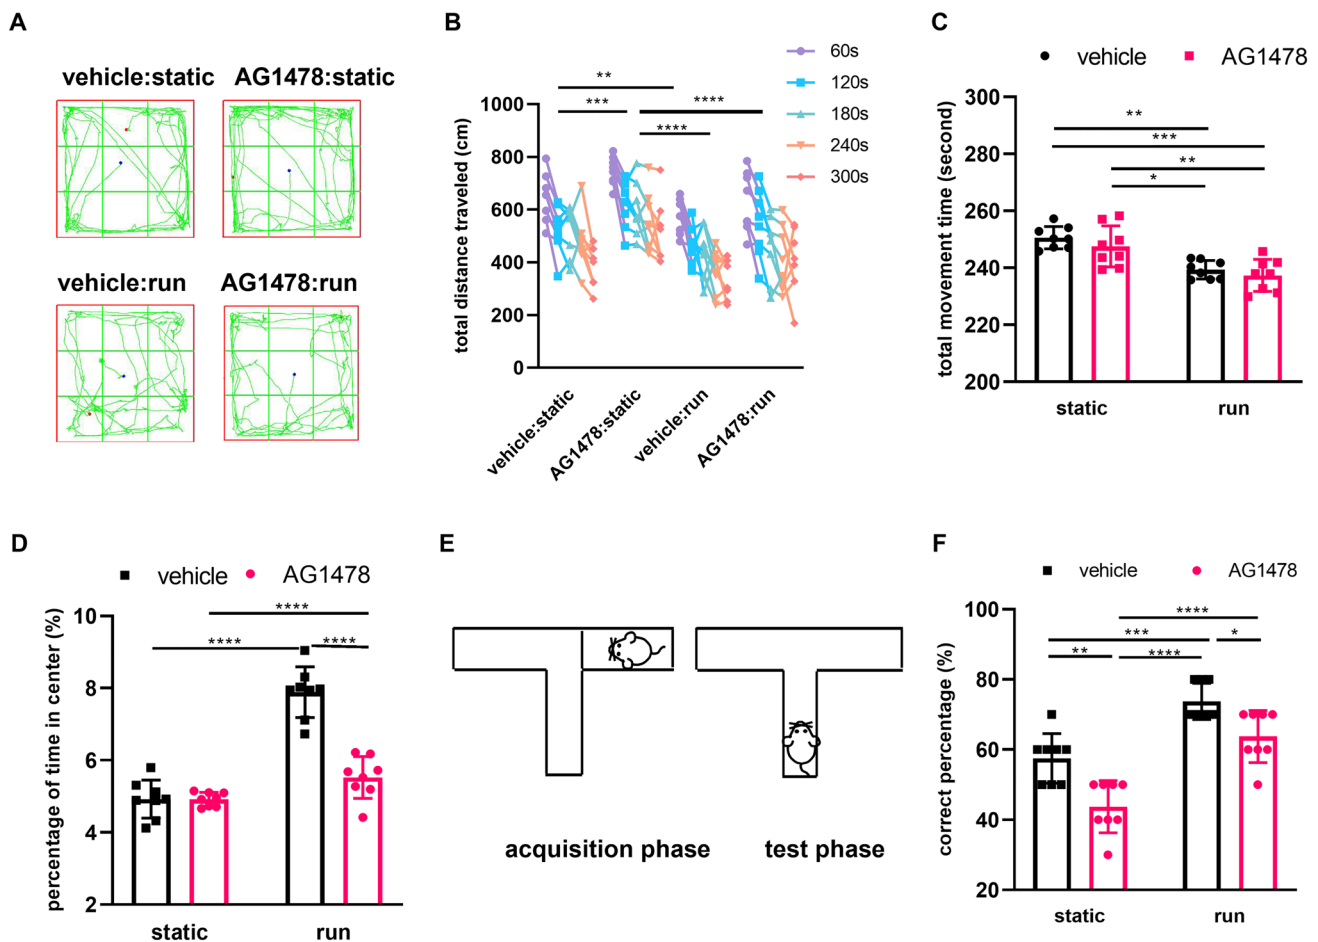 A
vehicle:static
AG1478:static
vehicle:run
AG1478:run
B
60s
120s
180s
240s
300s
**
***
****
****
total distance traveled (cm)
1000
800
600
400
200
0
vehicle:static
AG1478:static
vehicle:run
AG1478:run
C
vehicle
AG1478
total movement time (second)
300
280
260
240
220
200
**
***
**
*
static
run
D
vehicle
AG1478
percentage of time in center (%)
10
8
6
4
2
****
****
****
static
run
E
acquisition phase
test phase
F
vehicle
AG1478
correct percentage (%)
100
80
60
40
20
****
***
*
**
****
static
run